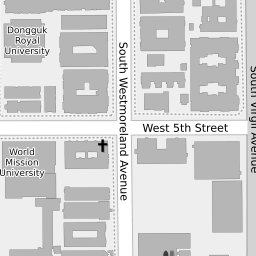 Dongguk
Royal
University
South Westmoreland Avenue
South Virgil Avenue
West 5th Street
World
Mission
University